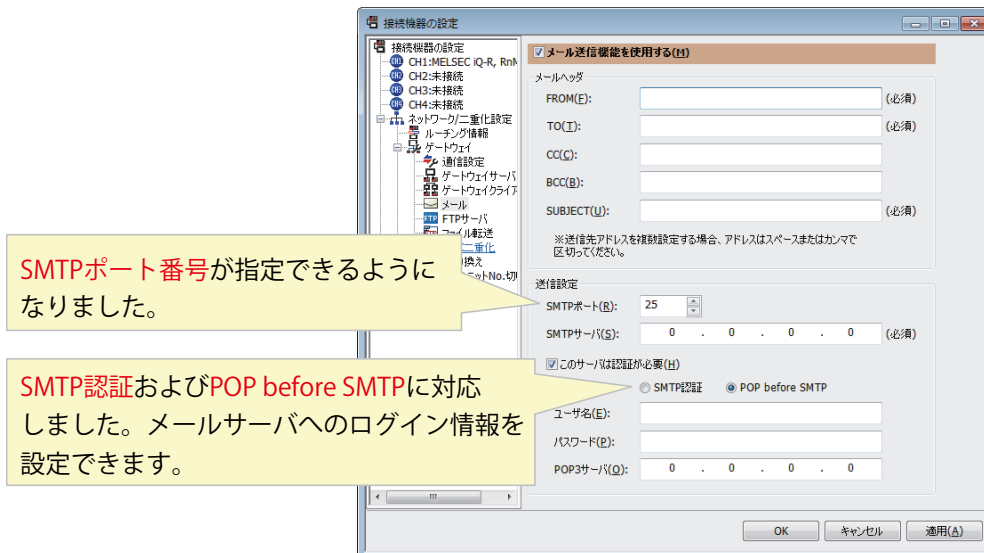 接続機器の設定
接続機器の設定
CH1:MELSEC iQ-R, Rn
CH2:未接続
CH3:未接続
CH4:未接続
ネットワーク/二重化設定
ルーチング情報
ゲートウェイ
通信設定
ゲートウェイサーバ
ゲートウェイクライア
メール
FTPサーバ
ファイル転送
二重化
換え
ットNo.切
メール送信機能を使用する(M)
メールヘッダ
FROM(F):
(必須)
TO(T):
(必須)
CC(C):
BCC(B):
SUBJECT(U):
(必須)
※送信先アドレスを複数設定する場合、アドレスはスペースまたはカンマで
区切ってください。
送信設定
SMTPポート(R):
25
SMTPサーバ(S):
0 . 0 . 0 . 0
(必須)
このサーバは認証が必要(H)
SMTP認証
POP before SMTP
ユーザ名(E):
パスワード(P):
POP3サーバ(O):
0 . 0 . 0 . 0
OK
キャンセル
適用(A)
SMTPポート番号が指定できるように
なりました。
SMTP認証およびPOP before SMTPに対応
しました。メールサーバへのログイン情報を
設定できます。